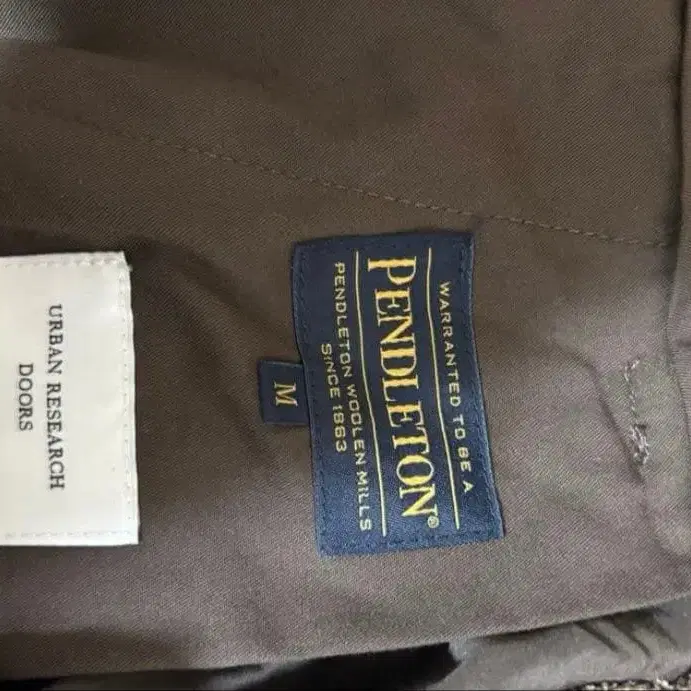 WARRANTED TO BE A
PENDLETON®
PENDLETON WOOLEN MILLS
SINCE 1863
M
URBAN RESEARCH
DOORS